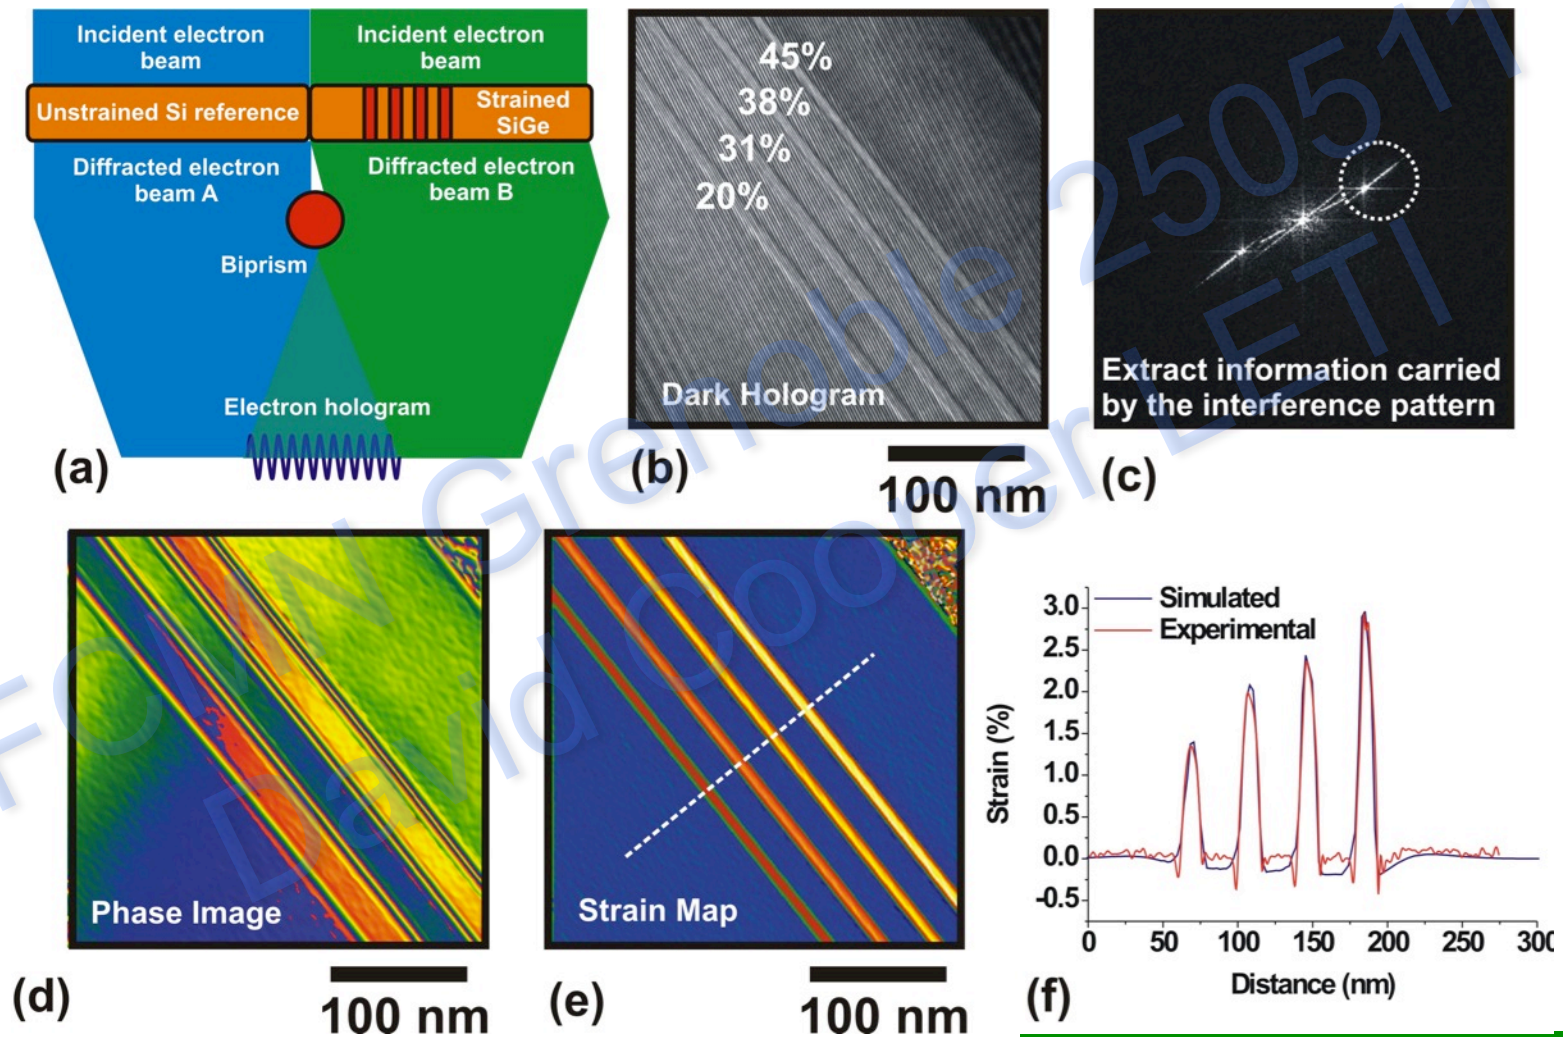 Incident electron
beam
Incident electron
beam
Unstrained Si reference
Strained
SiGe
Diffracted electron
beam A
Diffracted electron
beam B
Biprism
Electron hologram
(a)
45%
38%
31%
20%
Dark Hologram
(b)
100 nm
Extract information carried
by the interference pattern
(c)
Phase Image
(d)
100 nm
Strain Map
(e)
100 nm
Simulated
Experimental
3.0
2.5
2.0
1.5
1.0
0.5
0.0
-0.5
Strain (%)
0 50 100 150 200 250 300
Distance (nm)
(f)
FCMN Grenoble 250511
David Cooper LETI